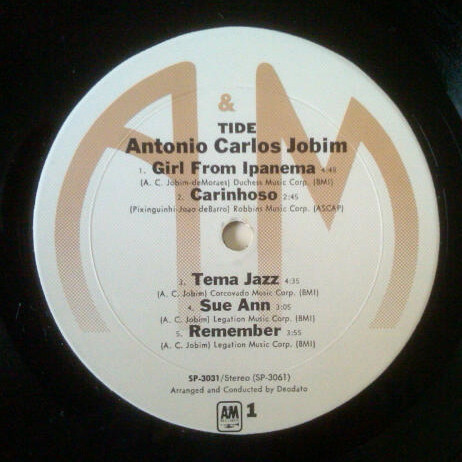 A&M
TIDE
Antonio Carlos Jobim
1. Girl From Ipanema 4:48
(A. C. Jobim-deMoraes) Duchess Music Corp. (BMI)
2. Carinhoso 2:45
(Pixinguinhi-Joao deBarro) Robbins Music Corp. (ASCAP)
3. Tema Jazz 4:35
(A. C. Jobim) Corcovado Music Corp. (BMI)
4. Sue Ann 3:05
(A. C. Jobim) Legation Music Corp. (BMI)
5. Remember 3:55
(A. C. Jobim) Legation Music Corp. (BMI)
SP-3031/Stereo (SP-3061)
Arranged and Conducted by Deodato
AM 1